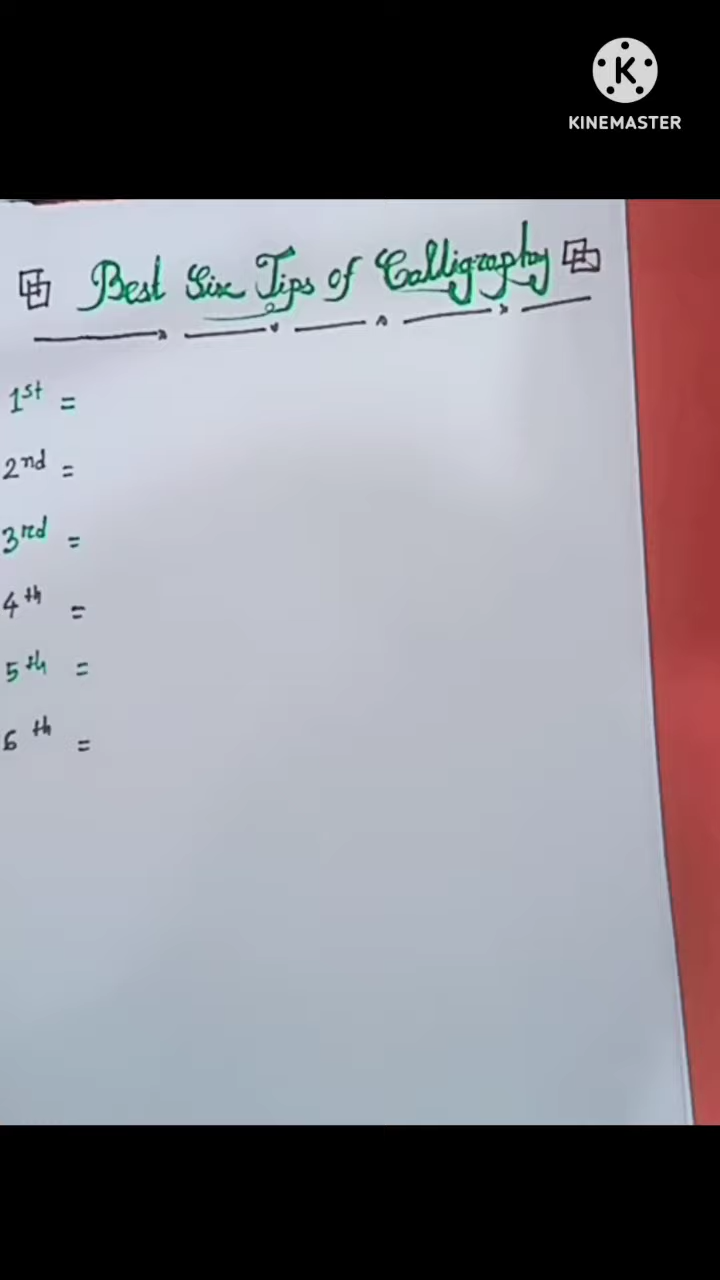 KINEMASTER
Best Six Tips of Calligraphy
1st =
2nd =
3rd =
4th =
5th =
6th =